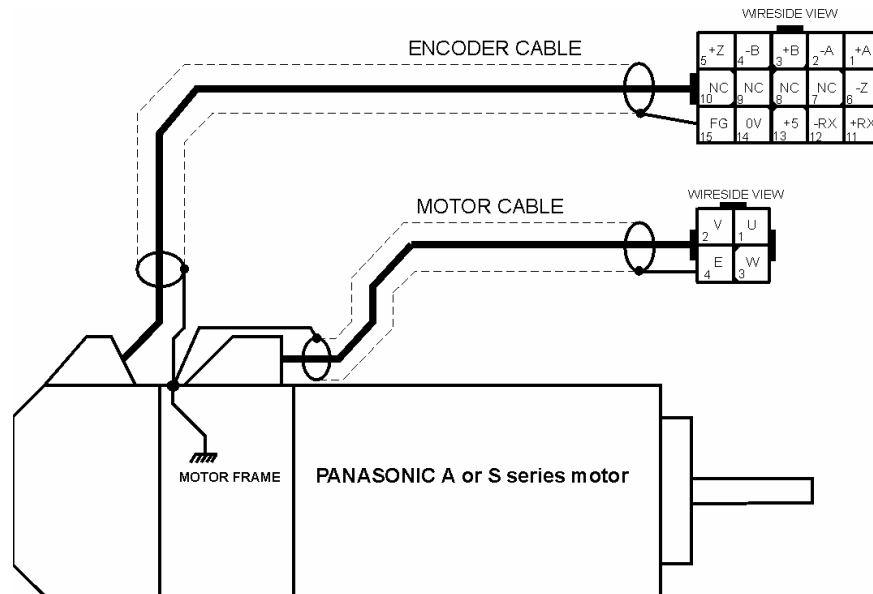 WIRESIDE VIEW
ENCODER CABLE
+Z -B +B -A +A
5 4 3 2 1
NC NC NC NC -Z
10 9 8 7 6
FG 0V +5 -RX +RX
15 14 13 12 11
WIRESIDE VIEW
MOTOR CABLE
V U
2 1
E W
4 3
MOTOR FRAME
PANASONIC A or S series motor